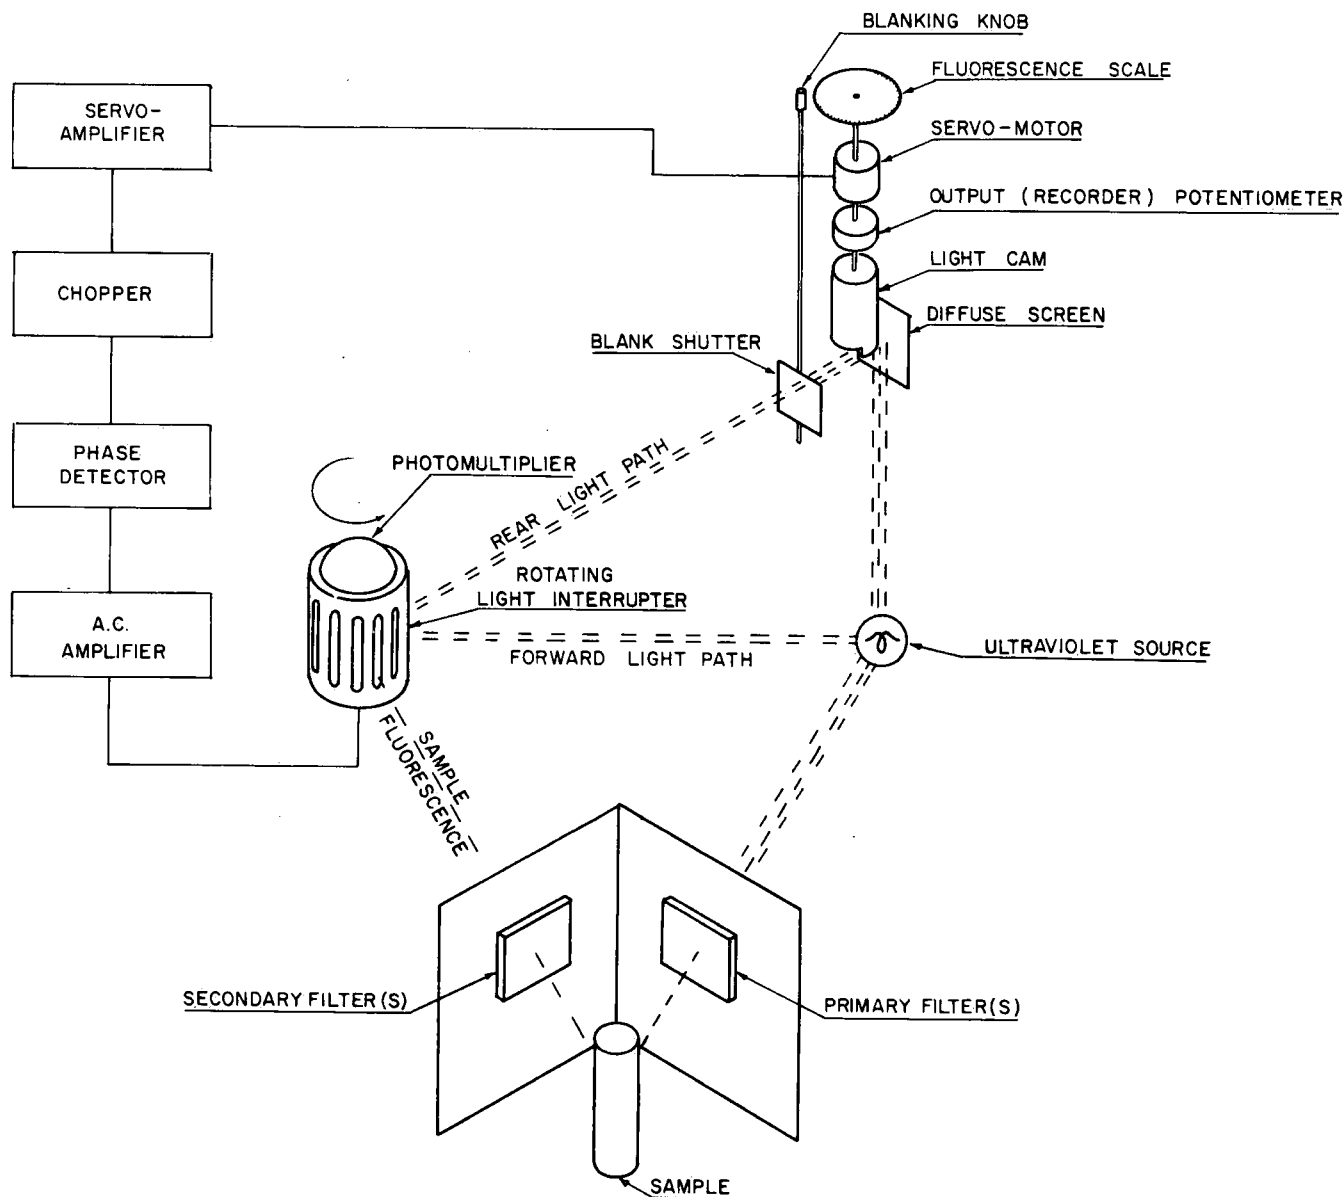 BLANKING KNOB
FLUORESCENCE SCALE
SERVO-MOTOR
OUTPUT (RECORDER) POTENTIOMETER
LIGHT CAM
DIFFUSE SCREEN
BLANK SHUTTER
SERVO-
AMPLIFIER
CHOPPER
PHASE
DETECTOR
A.C.
AMPLIFIER
PHOTOMULTIPLIER
REAR LIGHT PATH
ROTATING
LIGHT INTERRUPTER
FORWARD LIGHT PATH
ULTRAVIOLET SOURCE
SAMPLE
FLUORESCENCE
SECONDARY FILTER(S)
PRIMARY FILTER(S)
SAMPLE